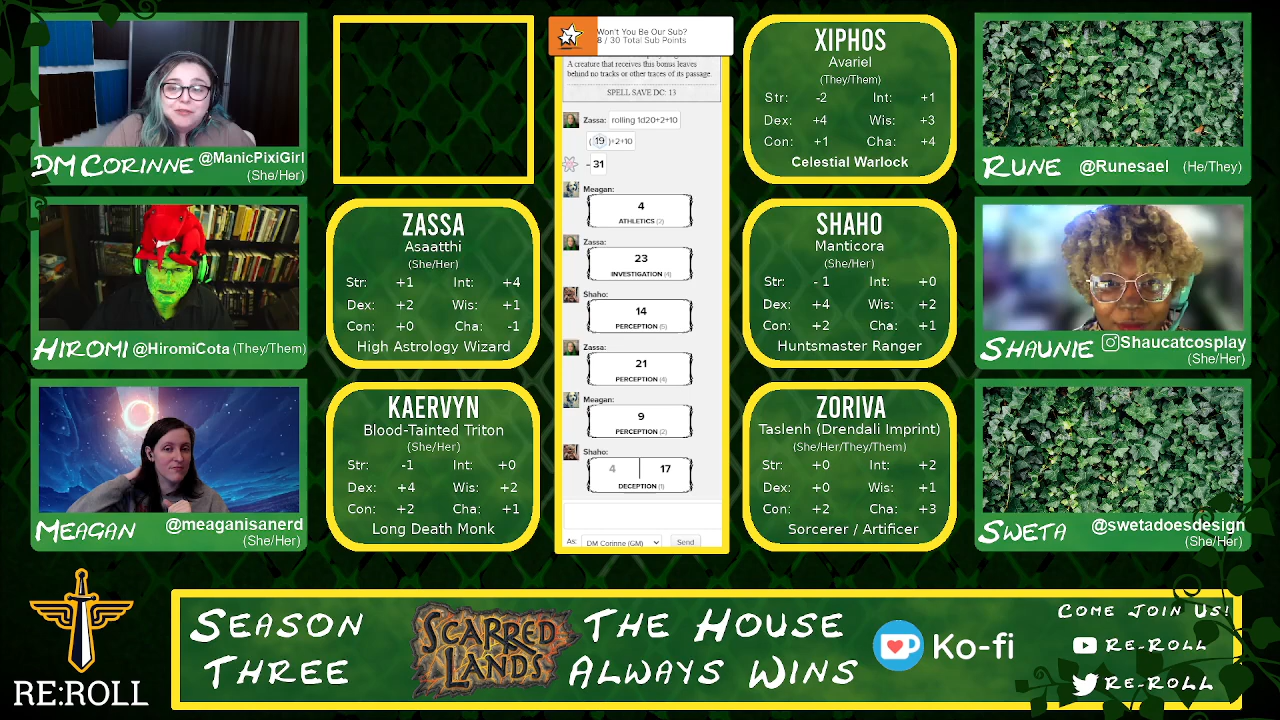 DM CORINNE @ManicPixiGirl
(She/Her)
HIROMI @HiromiCota (They/Them)
MEAGAN @meaganisanerd
(She/Her)
ZASSA
Asaatthi
(She/Her)
Str: +1 Int: +4
Dex: +2 Wis: +1
Con: +0 Cha: -1
High Astrology Wizard
KAERVYN
Blood-Tainted Triton
(She/Her)
Str: -1 Int: +0
Dex: +4 Wis: +2
Con: +2 Cha: +1
Long Death Monk
Won't You Be Our Sub?
8 / 30 Total Sub Points
A creature that receives this bonus leaves
behind no tracks or other traces of its passage.
SPELL SAVE DC: 13
Zassa: rolling 1d20+2+10
(19)+2+10
31
Meagan:
4
ATHLETICS (2)
Zassa:
23
INVESTIGATION (4)
Shaho:
14
PERCEPTION (5)
Zassa:
21
PERCEPTION (4)
Meagan:
9
PERCEPTION (2)
Shaho:
4 17
DECEPTION (1)
As: DM Corinne (GM) Send
XIPHOS
Avariel
(They/Them)
Str: -2 Int: +1
Dex: +4 Wis: +3
Con: +1 Cha: +4
Celestial Warlock
SHAHO
Manticora
(She/Her)
Str: - 1 Int: +0
Dex: +4 Wis: +2
Con: +2 Cha: +1
Huntsmaster Ranger
ZORIVA
Taslenh (Drendali Imprint)
(She/Her/They/Them)
Str: +0 Int: +2
Dex: +0 Wis: +1
Con: +2 Cha: +3
Sorcerer / Artificer
RUNE @Runesael (He/They)
SHAUNIE Shaucatcosplay
(She/Her)
SWETA @swetadoesdesign
(She/Her)
RE:ROLL
SEASON
THREE
SCARRED
LANDS
THE HOUSE
ALWAYS WINS
Ko-fi
COME JOIN US!
RE-ROLL
RE-ROLL